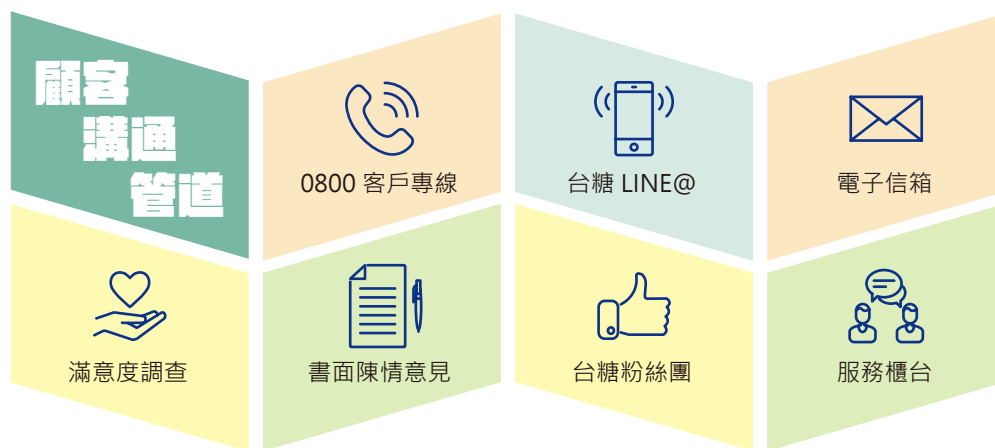 顧客
溝通
管道
0800 客戶專線
台糖 LINE@
電子信箱
滿意度調查
書面陳情意見
台糖粉絲團
服務櫃台